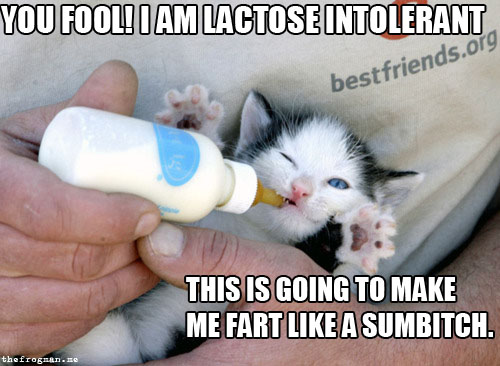 YOU FOOL! I AM LACTOSE INTOLERANT
bestfriends.org
THIS IS GOING TO MAKE
ME FART LIKE A SUMBITCH.
thefrogman.me